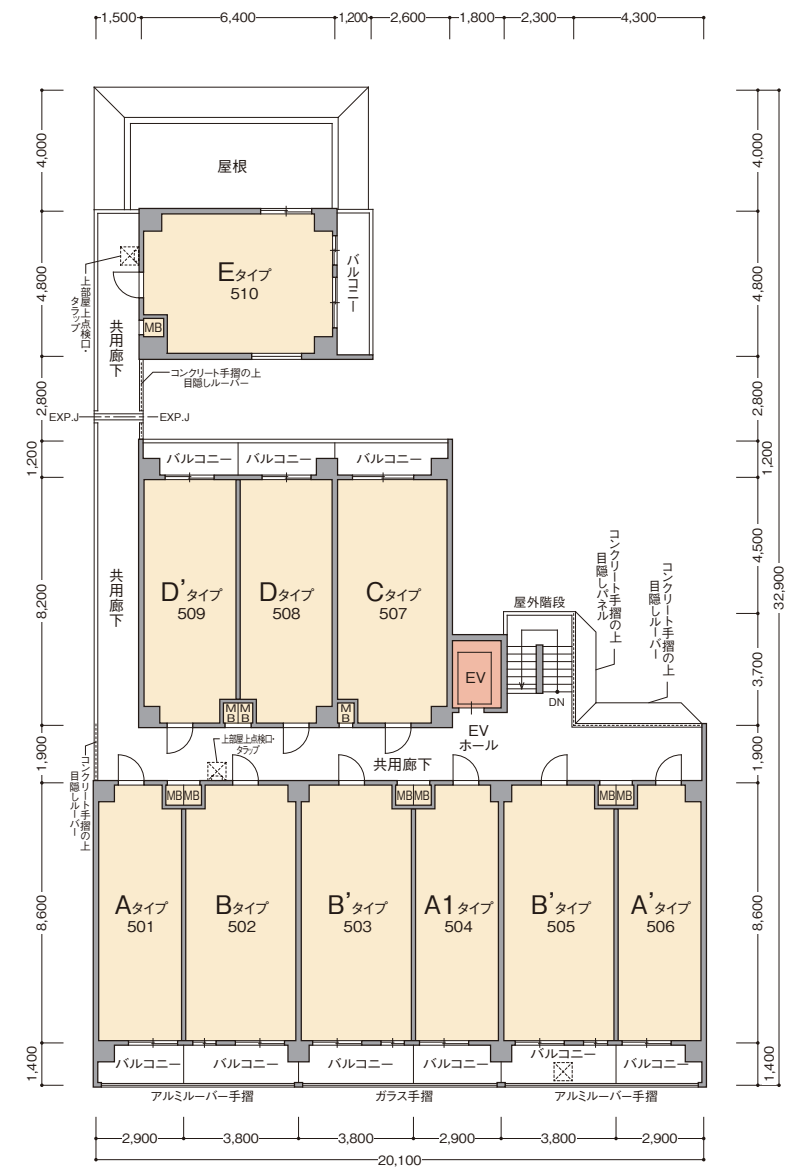 1,500
6,400
1,200
2,600
1,800
2,300
4,300
4,000
4,800
2,800
1,200
8,200
1,900
8,600
1,400
4,000
4,800
2,800
1,200
4,500
3,700
1,900
8,600
1,400
32,900
屋根
Eタイプ
510
バルコニー
上部屋上点検口・
タラップ
MB
共用廊下
コンクリート手摺の上
目隠しルーバー
EXP.J
EXP.J
バルコニー
バルコニー
バルコニー
共用廊下
D'タイプ
509
Dタイプ
508
Cタイプ
507
MB
MB
MB
EV
EV
ホール
屋外階段
DN
コンクリート手摺の上
目隠しパネル
コンクリート手摺の上
目隠しルーバー
上部屋上点検口・
タラップ
共用廊下
コンクリート手摺の上
目隠しルーバー
MB
MB
MB
MB
MB
MB
Aタイプ
501
Bタイプ
502
B'タイプ
503
A1タイプ
504
B'タイプ
505
A'タイプ
506
バルコニー
バルコニー
バルコニー
バルコニー
バルコニー
バルコニー
アルミルーバー手摺
ガラス手摺
アルミルーバー手摺
2,900
3,800
3,800
2,900
3,800
2,900
20,100